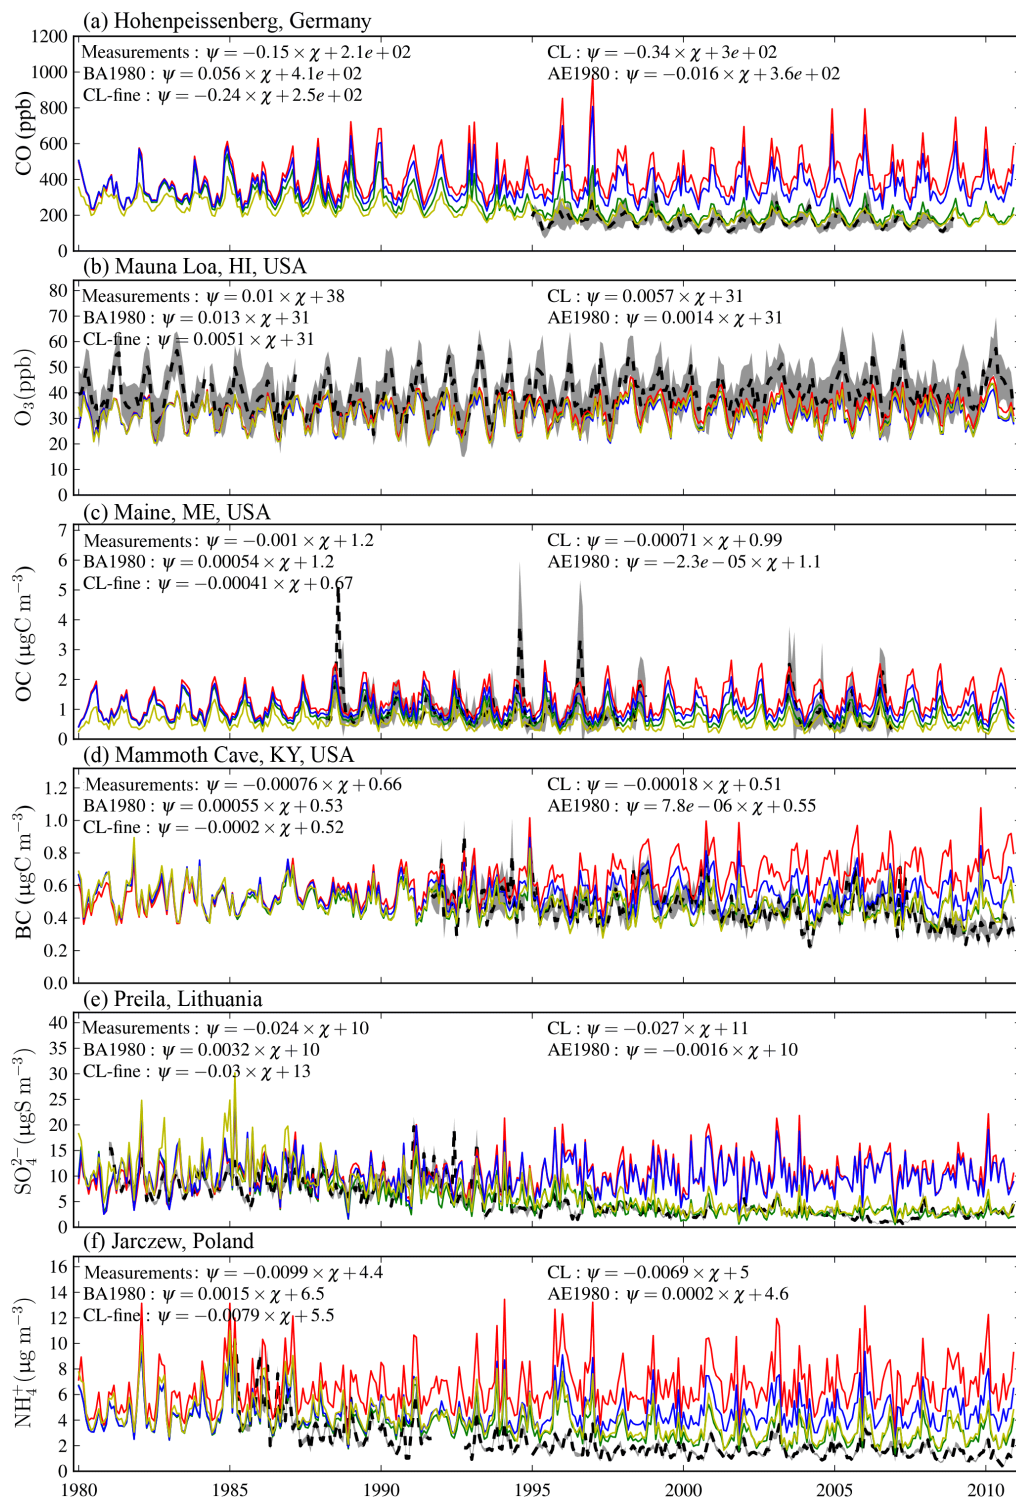 (a) Hohenpeissenberg, Germany
1200
1000
800
600
400
200
0
CO (ppb)
Measurements : ψ = −0.15 × χ + 2.1e + 02
BA1980 : ψ = 0.056 × χ + 4.1e + 02
CL-fine : ψ = −0.24 × χ + 2.5e + 02
CL : ψ = −0.34 × χ + 3e + 02
AE1980 : ψ = −0.016 × χ + 3.6e + 02
(b) Mauna Loa, HI, USA
80
70
60
50
40
30
20
10
0
O₃(ppb)
Measurements : ψ = 0.01 × χ + 38
BA1980 : ψ = 0.013 × χ + 31
CL-fine : ψ = 0.0051 × χ + 31
CL : ψ = 0.0057 × χ + 31
AE1980 : ψ = 0.0014 × χ + 31
(c) Maine, ME, USA
7
6
5
4
3
2
1
0
OC (µgC m⁻³)
Measurements : ψ = −0.001 × χ + 1.2
BA1980 : ψ = 0.00054 × χ + 1.2
CL-fine : ψ = −0.00041 × χ + 0.67
CL : ψ = −0.00071 × χ + 0.99
AE1980 : ψ = −2.3e − 05 × χ + 1.1
(d) Mammoth Cave, KY, USA
1.2
1.0
0.8
0.6
0.4
0.2
0.0
BC (µgC m⁻³)
Measurements: ψ = −0.00076 × χ + 0.66
BA1980 : ψ = 0.00055 × χ + 0.53
CL-fine : ψ = −0.0002 × χ + 0.52
CL : ψ = −0.00018 × χ + 0.51
AE1980 : ψ = 7.8e − 06 × χ + 0.55
(e) Preila, Lithuania
40
35
30
25
20
15
10
5
0
SO₄²⁻ (µgS m⁻³)
Measurements : ψ = −0.024 × χ + 10
BA1980 : ψ = 0.0032 × χ + 10
CL-fine : ψ = −0.03 × χ + 13
CL : ψ = −0.027 × χ + 11
AE1980 : ψ = −0.0016 × χ + 10
(f) Jarczew, Poland
16
14
12
10
8
6
4
2
0
NH₄⁺ (µg m⁻³)
Measurements: ψ = −0.0099 × χ + 4.4
BA1980 : ψ = 0.0015 × χ + 6.5
CL-fine : ψ = −0.0079 × χ + 5.5
CL : ψ = −0.0069 × χ + 5
AE1980 : ψ = 0.0002 × χ + 4.6
1980 1985 1990 1995 2000 2005 2010